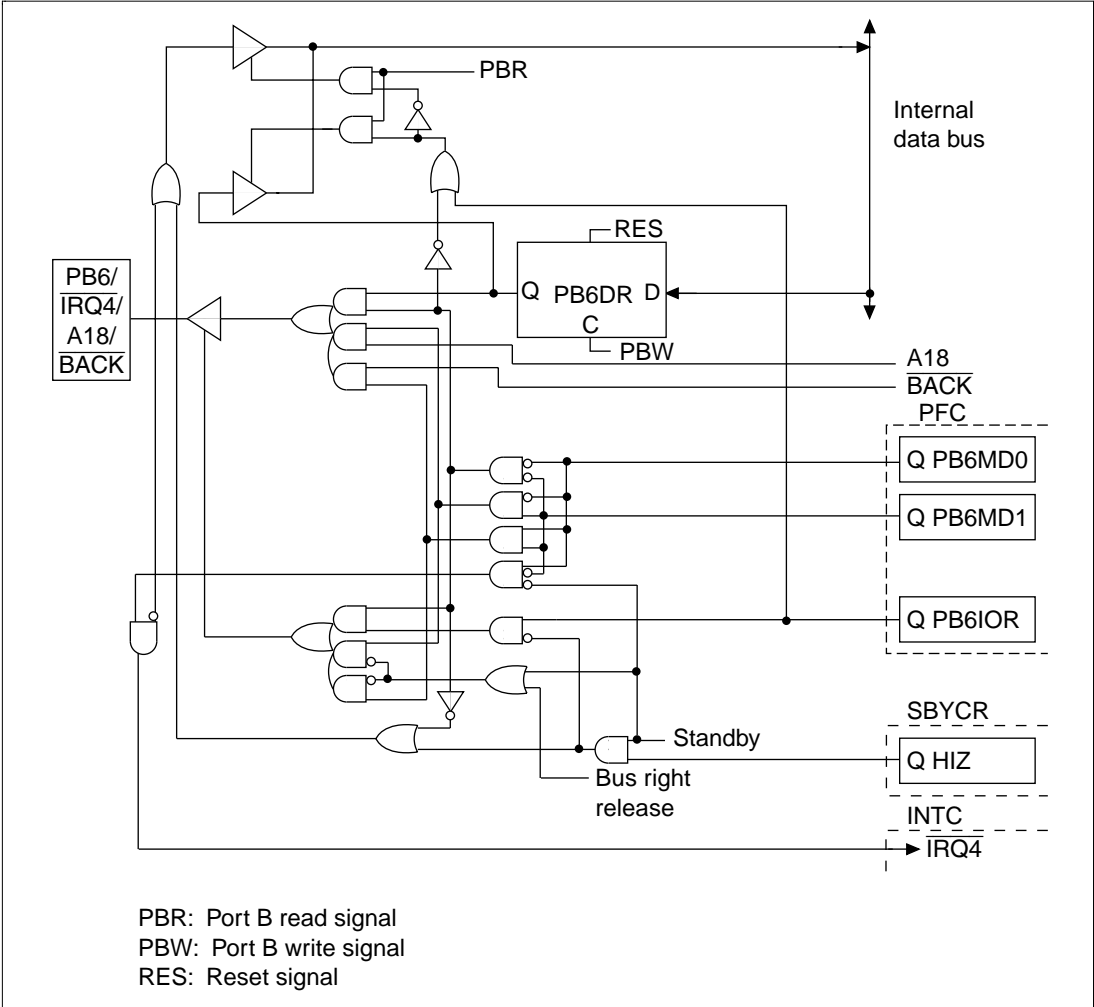 PBR
Internal
data bus
RES
PB6/
IRQ4/
A18/
BACK
Q PB6DR D
C
PBW
A18
BACK
PFC
Q PB6MD0
Q PB6MD1
Q PB6IOR
SBYCR
Standby
Q HIZ
Bus right
release
INTC
IRQ4
PBR: Port B read signal
PBW: Port B write signal
RES: Reset signal